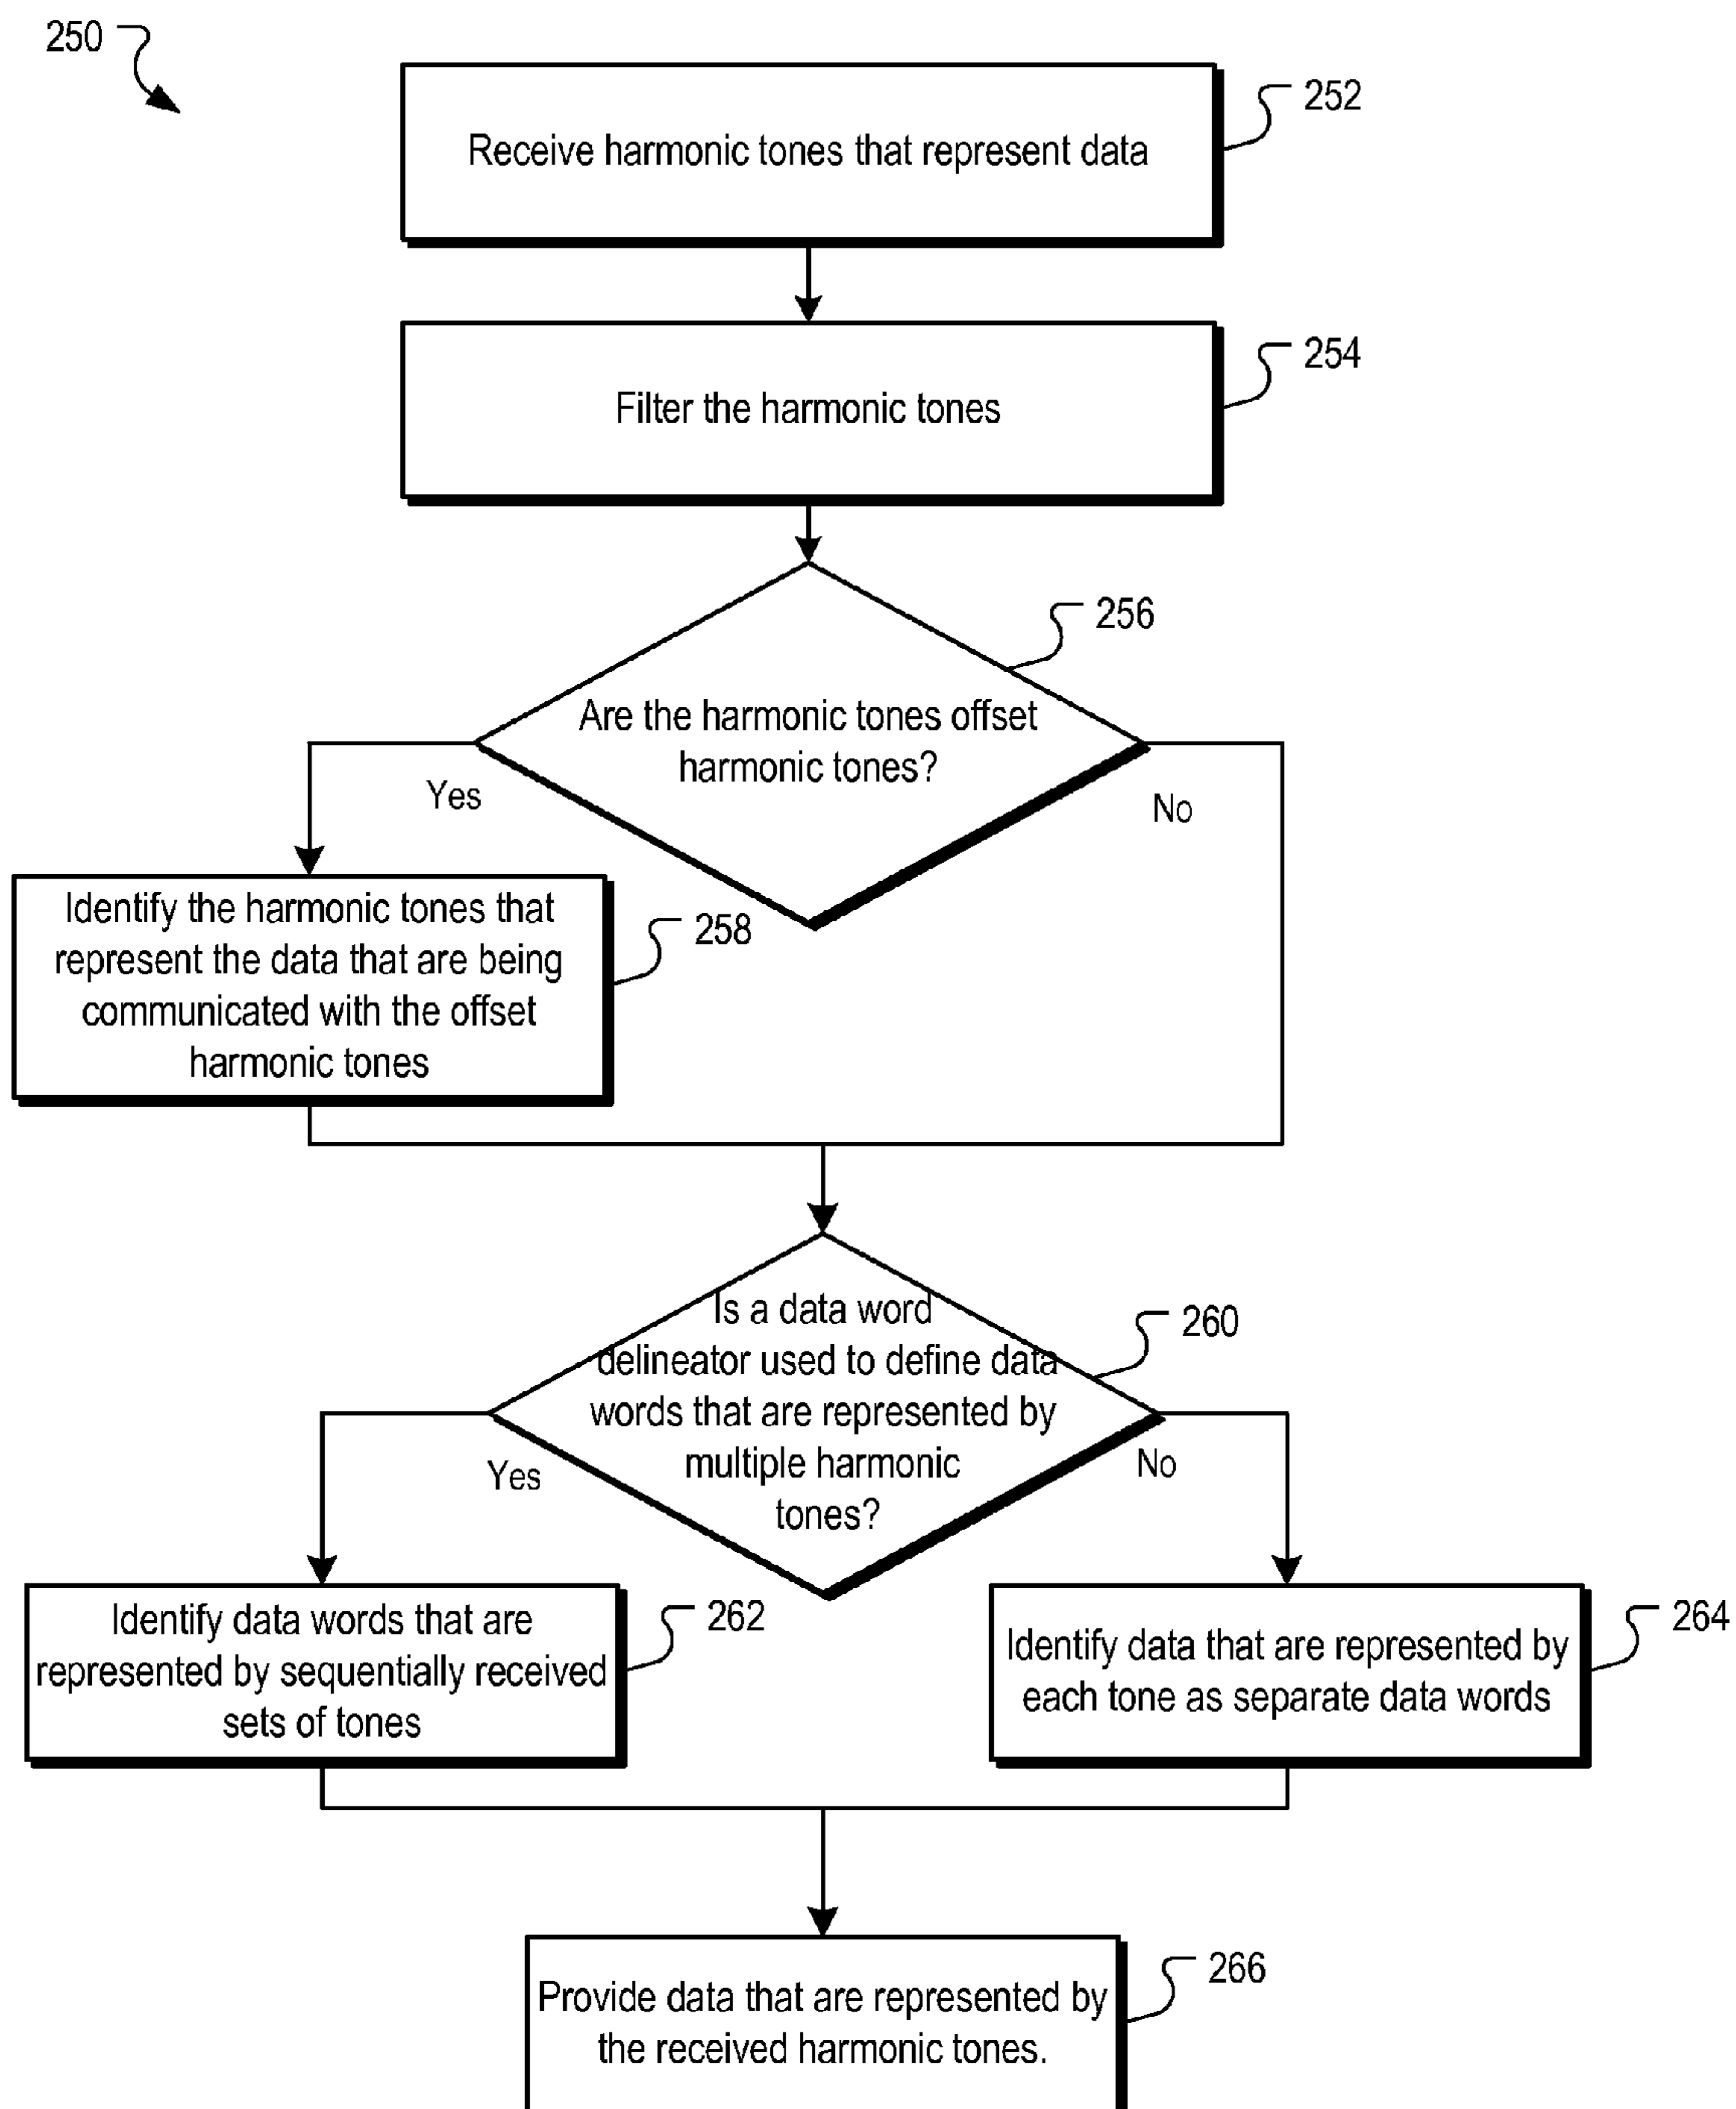 250
252
Receive harmonic tones that represent data
254
Filter the harmonic tones
256
Are the harmonic tones offset
harmonic tones?
Yes
No
Identify the harmonic tones that
represent the data that are being
communicated with the offset
harmonic tones
258
Is a data word
delineator used to define data
words that are represented by
multiple harmonic
tones?
260
Yes
No
Identify data words that are
represented by sequentially received
sets of tones
262
Identify data that are represented by
each tone as separate data words
264
Provide data that are represented by
the received harmonic tones.
266